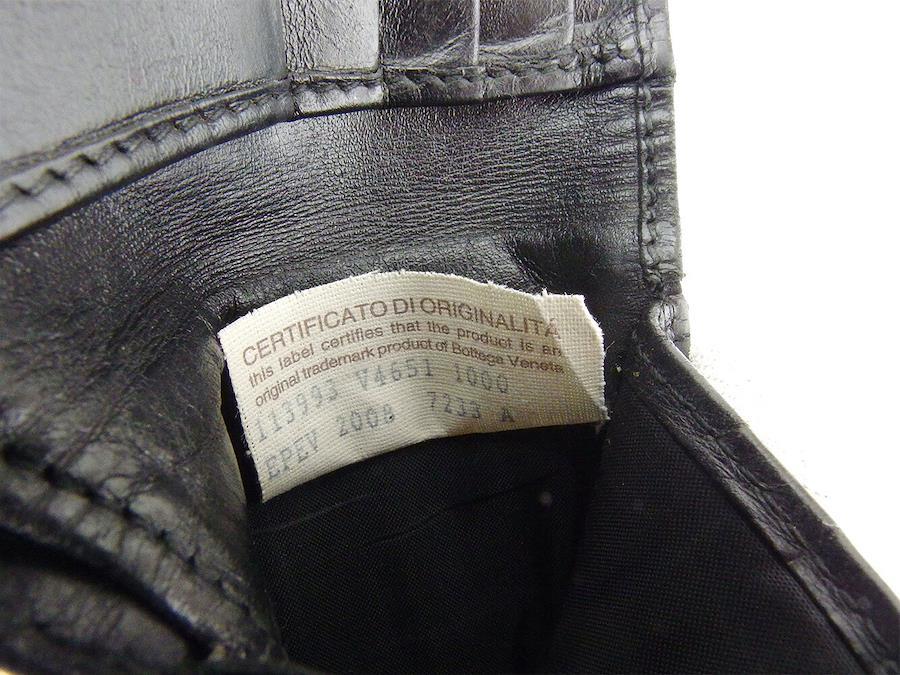 CERTIFICATO DI ORIGINALITÁ
this label certifies that the product is an
original trademark product of Bottega Veneta
113993 V4651 1000
EPEV 2008 7233 A